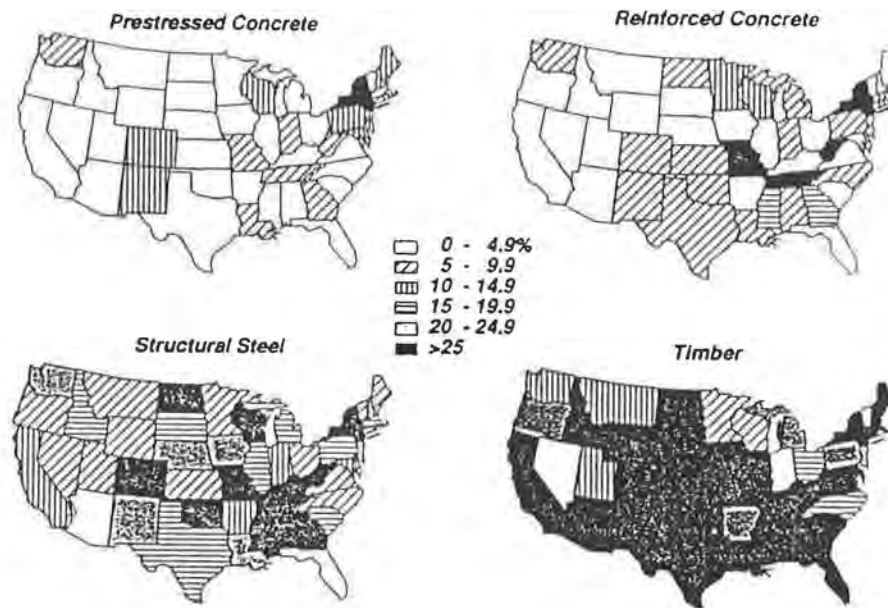 Prestressed Concrete
Reinforced Concrete
0 - 4.9%
5 - 9.9
10 - 14.9
15 - 19.9
20 - 24.9
>25
Structural Steel
Timber